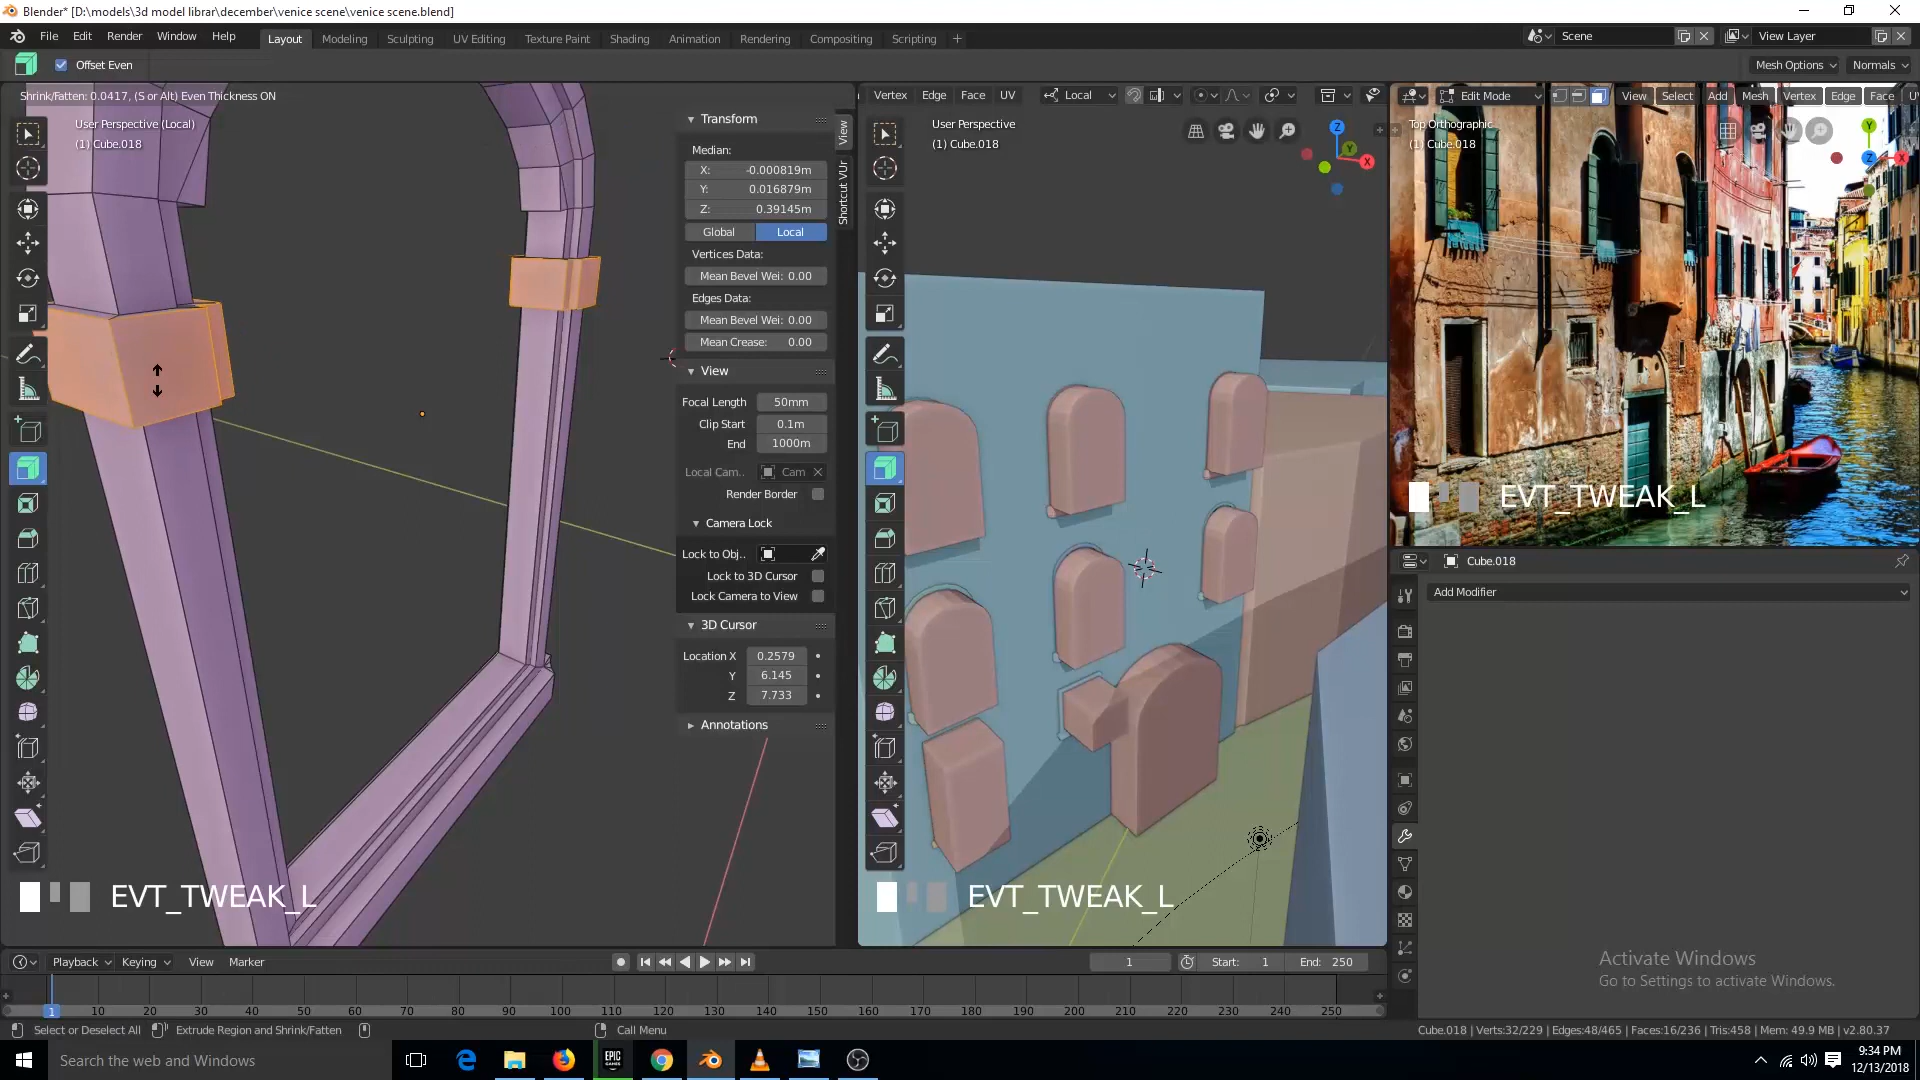 Blender* [D:\models\3d model librar\december\venice scene\venice scene.blend]
File Edit Render Window Help Layout Modeling Sculpting UV Editing Texture Paint Shading Animation Rendering Compositing Scripting Scene View Layer
Offset Even Mesh Options Normals
Shrink/Fatten: 0.0417, (S or Alt) Even Thickness ON
Vertex Edge Face UV Local
Edit Mode View Select Add Mesh Vertex Edge Face
User Perspective (Local)
(1) Cube.018
User Perspective
(1) Cube.018
Top Orthographic
(1) Cube.018
Transform
Median:
X: -0.000819m
Y: 0.016879m
Z: 0.39145m
Global Local
Vertices Data:
Mean Bevel Wei: 0.00
Edges Data:
Mean Bevel Wei: 0.00
Mean Crease: 0.00
View
Focal Length 50mm
Clip Start 0.1m
End 1000m
Local Cam.. Cam
Render Border
Camera Lock
Lock to Obj..
Lock to 3D Cursor
Lock Camera to View
3D Cursor
Location X 0.2579
Y 6.145
Z 7.733
Annotations
View
Shortcut VUr
Z
Y
X
Y
Z
X
EVT_TWEAK_L
EVT_TWEAK_L
EVT_TWEAK_L
Cube.018
Add Modifier
Activate Windows
Go to Settings to activate Windows.
Playback Keying View Marker 1 Start: 1 End: 250
1 10 20 30 40 50 60 70 80 90 100 110 120 130 140 150 160 170 180 190 200 210 220 230 240 250
Select or Deselect All Extrude Region and Shrink/Fatten Call Menu
Cube.018 | Verts:32/229 | Edges:48/465 | Faces:16/236 | Tris:458 | Mem: 49.9 MB | v2.80.37
Search the web and Windows
EPIC GAMES
9:34 PM
12/13/2018